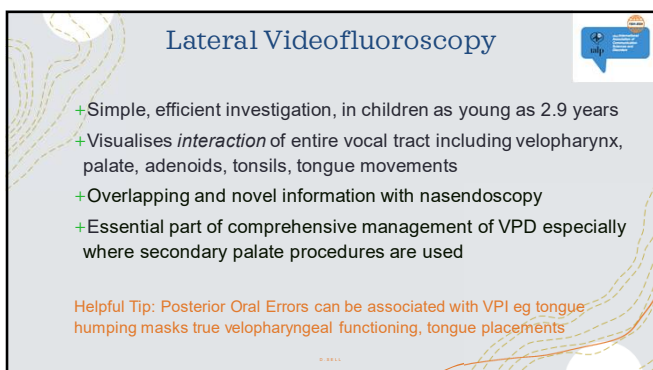 Lateral Videofluoroscopy
ialp
+Simple, efficient investigation, in children as young as 2.9 years
+Visualises interaction of entire vocal tract including velopharynx,
palate, adenoids, tonsils, tongue movements
+Overlapping and novel information with nasendoscopy
+Essential part of comprehensive management of VPD especially
where secondary palate procedures are used
Helpful Tip: Posterior Oral Errors can be associated with VPI eg tongue
humping masks true velopharyngeal functioning, tongue placements